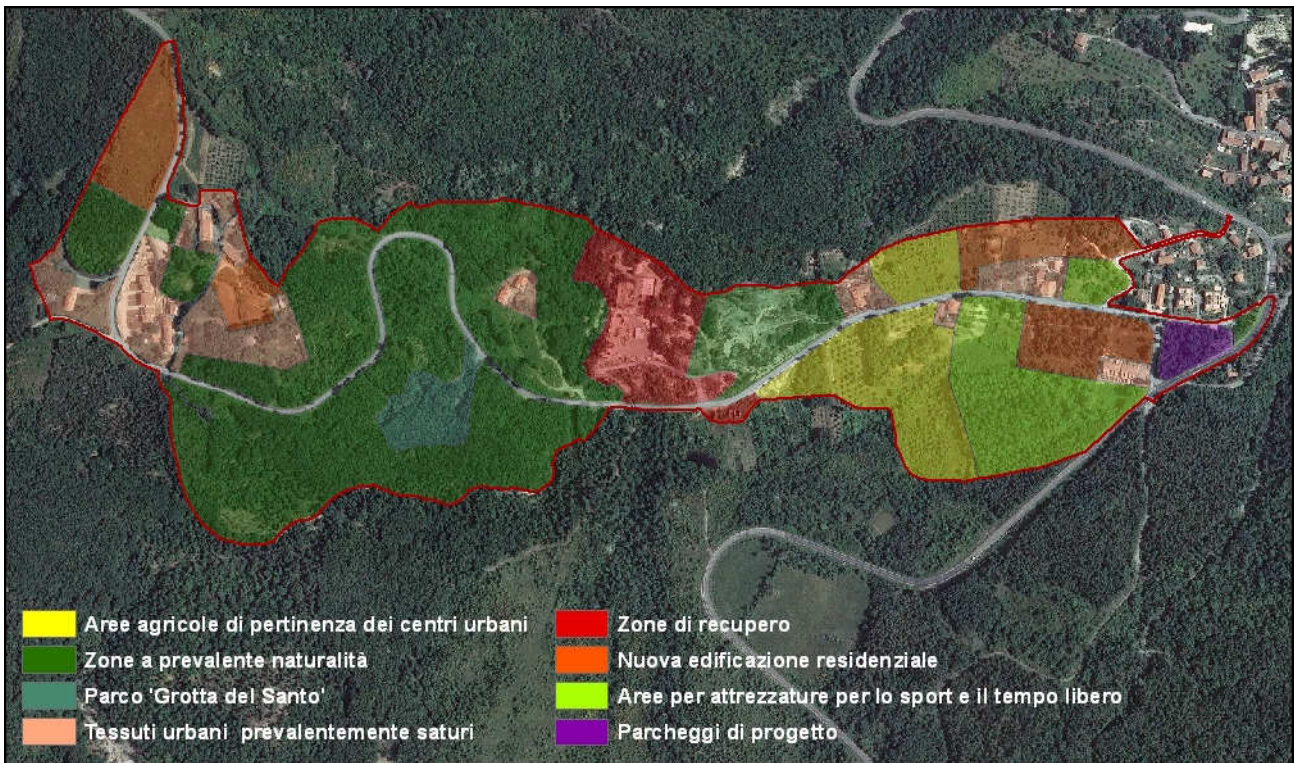 Aree agricole di pertinenza dei centri urbani
Zone a prevalente naturalità
Parco 'Grotta del Santo'
Tessuti urbani prevalentemente saturi
Zone di recupero
Nuova edificazione residenziale
Aree per attrezzature per lo sport e il tempo libero
Parcheggi di progetto